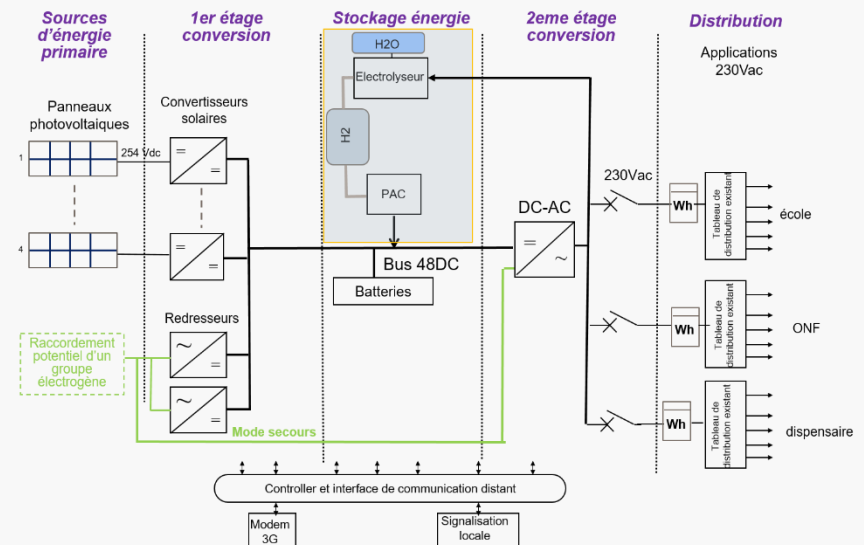 Sources
d'énergie
primaire
1er étage
conversion
Stockage énergie
2eme étage
conversion
Distribution
Applications
230Vac
H2O
Electrolyseur
H2
PAC
Panneaux
photovoltaiques
Convertisseurs
solaires
1
254 Vdc
=
=
4
=
=
Redresseurs
~
=
~
=
Raccordement
potentiel d'un
groupe
électrogène
Mode secours
Bus 48DC
Batteries
DC-AC
=
~
230Vac
Wh
Tableau de
distribution existant
école
Wh
Tableau de
distribution existant
ONF
Wh
Tableau de
distribution existant
dispensaire
Controller et interface de communication distant
Modem
3G
Signalisation
locale